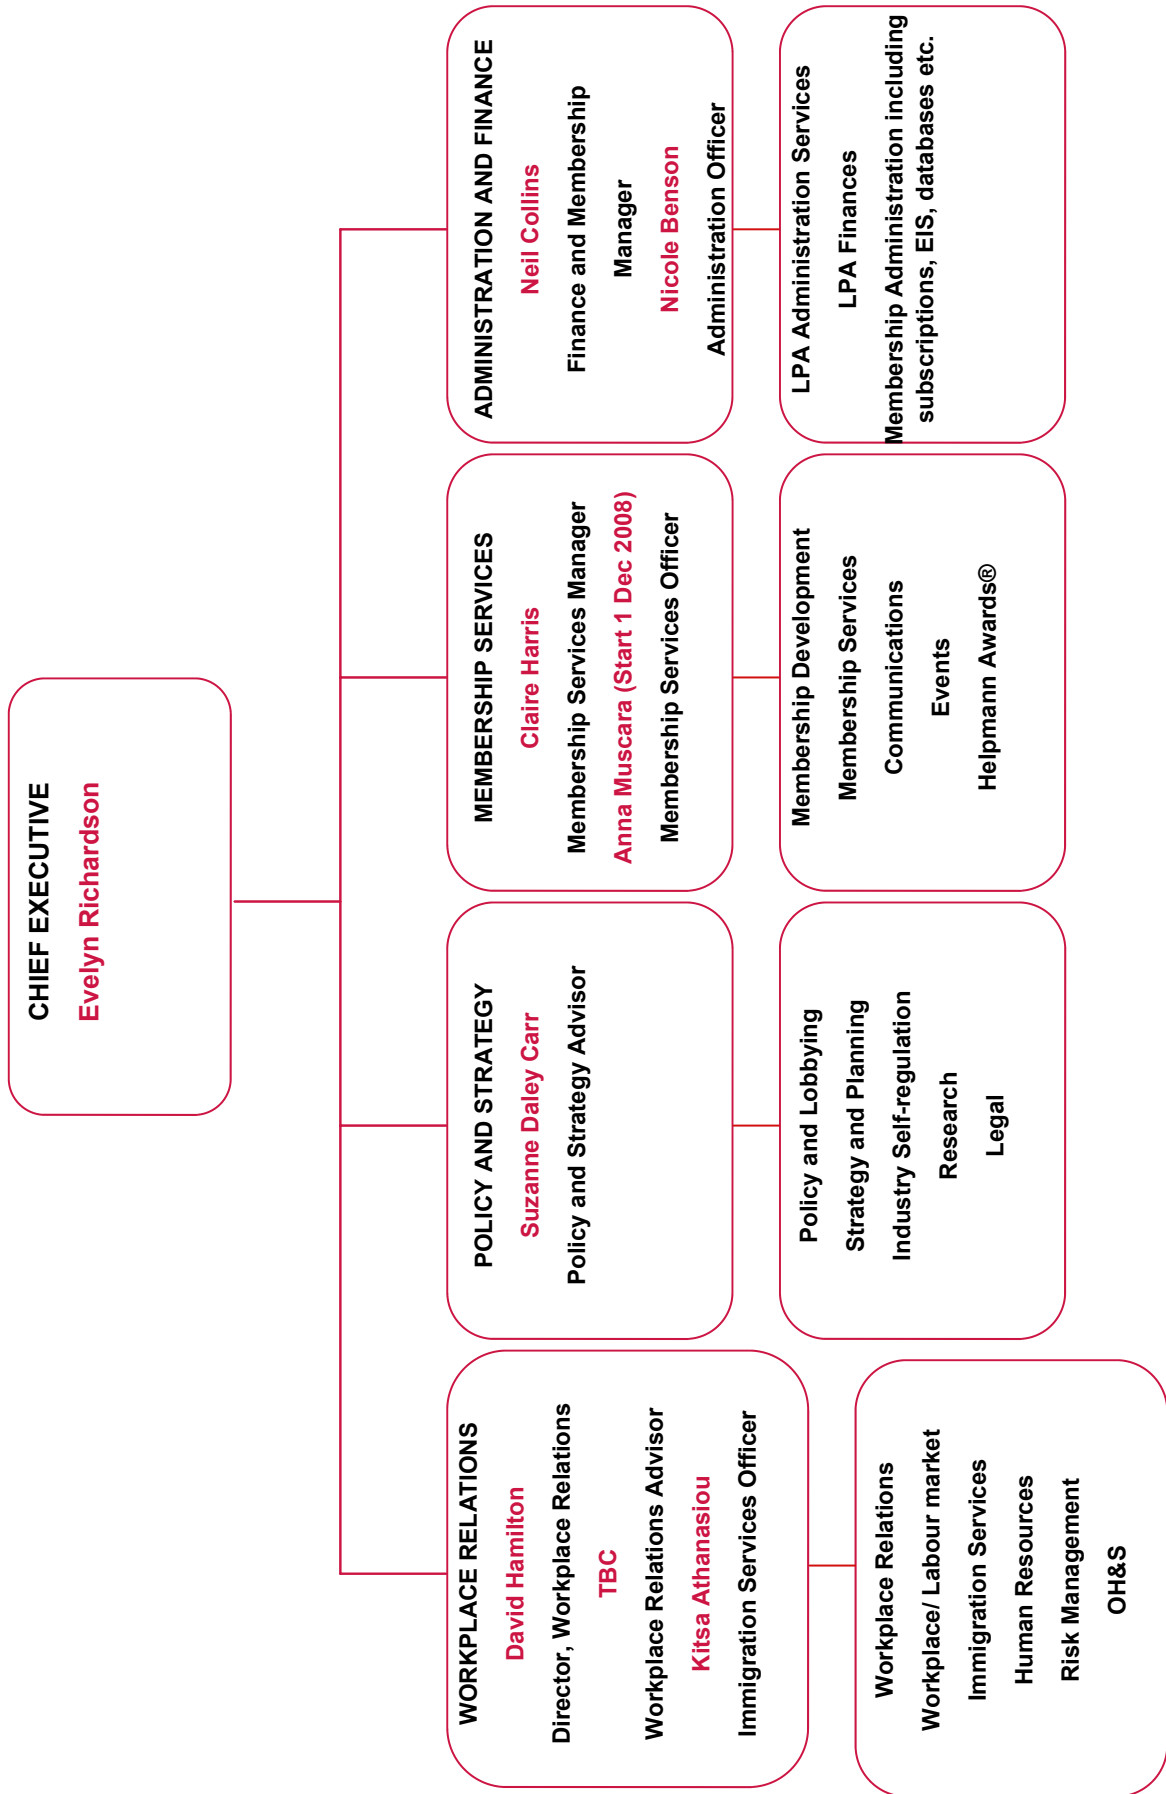 CHIEF EXECUTIVE
Evelyn Richardson
WORKPLACE RELATIONS
David Hamilton
Director, Workplace Relations
TBC
Workplace Relations Advisor
Kitsa Athanasiou
Immigration Services Officer
Workplace Relations
Workplace/ Labour market
Immigration Services
Human Resources
Risk Management
OH&S
POLICY AND STRATEGY
Suzanne Daley Carr
Policy and Strategy Advisor
Policy and Lobbying
Strategy and Planning
Industry Self-regulation
Research
Legal
MEMBERSHIP SERVICES
Claire Harris
Membership Services Manager
Anna Muscara (Start 1 Dec 2008)
Membership Services Officer
Membership Development
Membership Services
Communications
Events
Helpmann Awards®
ADMINISTRATION AND FINANCE
Neil Collins
Finance and Membership
Manager
Nicole Benson
Administration Officer
LPA Administration Services
LPA Finances
Membership Administration including
subscriptions, EIS, databases etc.